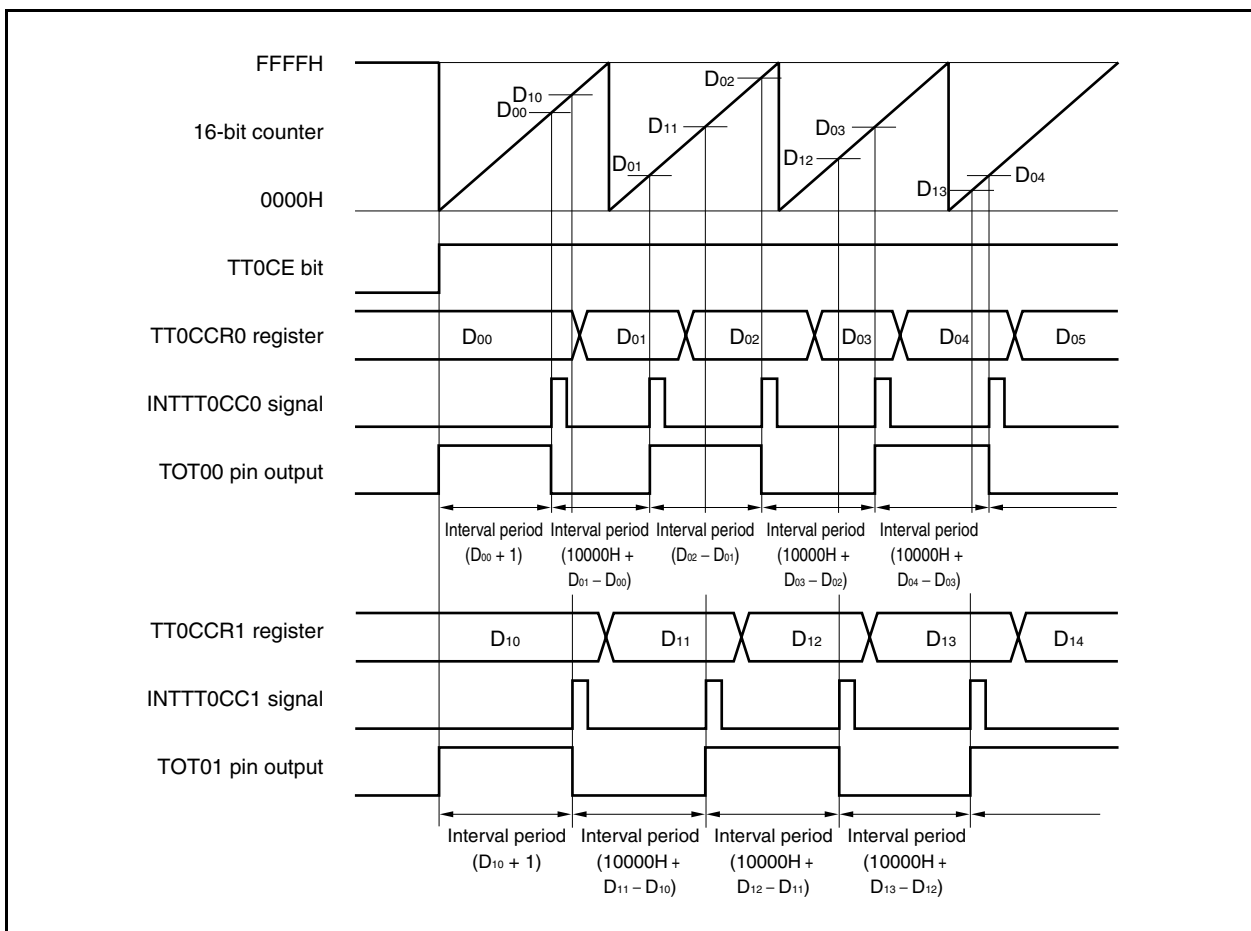 FFFFH
D10
D00
D02
16-bit counter
D11
D03
D01
D12
D13
D04
0000H
TT0CE bit
TT0CCR0 register
D00
D01
D02
D03
D04
D05
INTTT0CC0 signal
TOT00 pin output
Interval period
(D00 + 1)
Interval period
(10000H +
D01 – D00)
Interval period
(D02 – D01)
Interval period
(10000H +
D03 – D02)
Interval period
(10000H +
D04 – D03)
TT0CCR1 register
D10
D11
D12
D13
D14
INTTT0CC1 signal
TOT01 pin output
Interval period
(D10 + 1)
Interval period
(10000H +
D11 – D10)
Interval period
(10000H +
D12 – D11)
Interval period
(10000H +
D13 – D12)